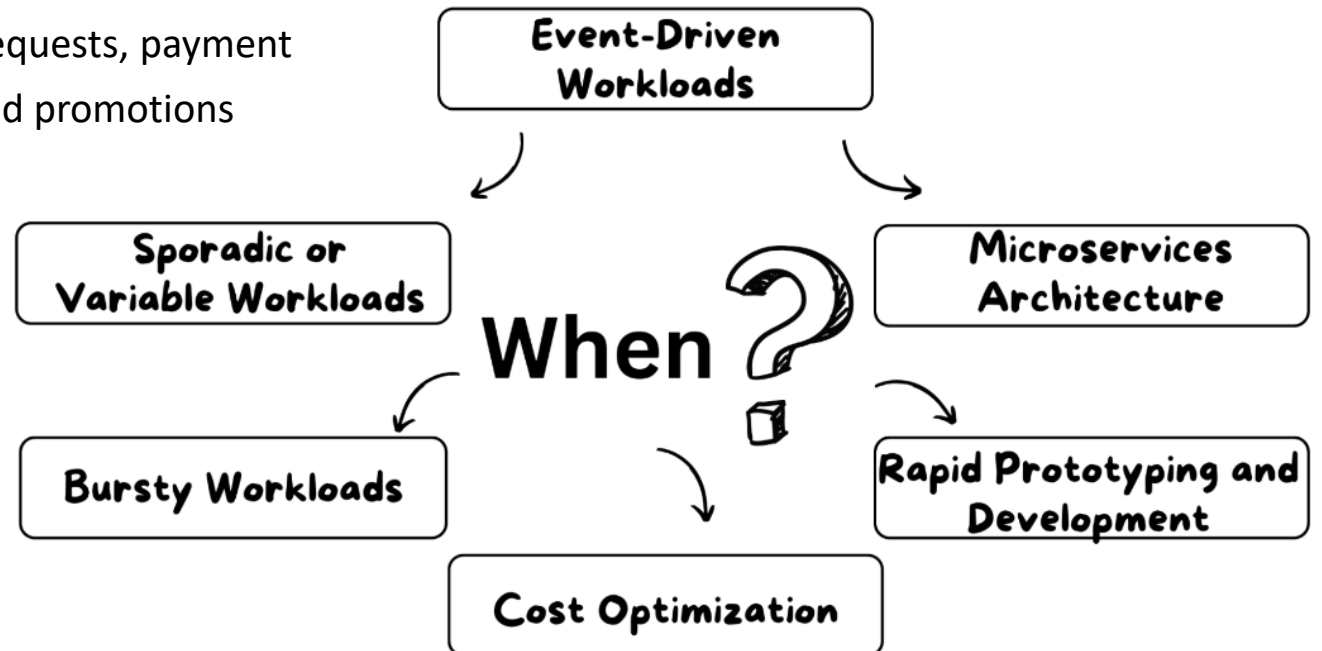 equests, payment
d promotions
Event-Driven
Workloads
Sporadic or
Variable Workloads
Microservices
Architecture
When?
Bursty Workloads
Rapid Prototyping and
Development
Cost Optimization